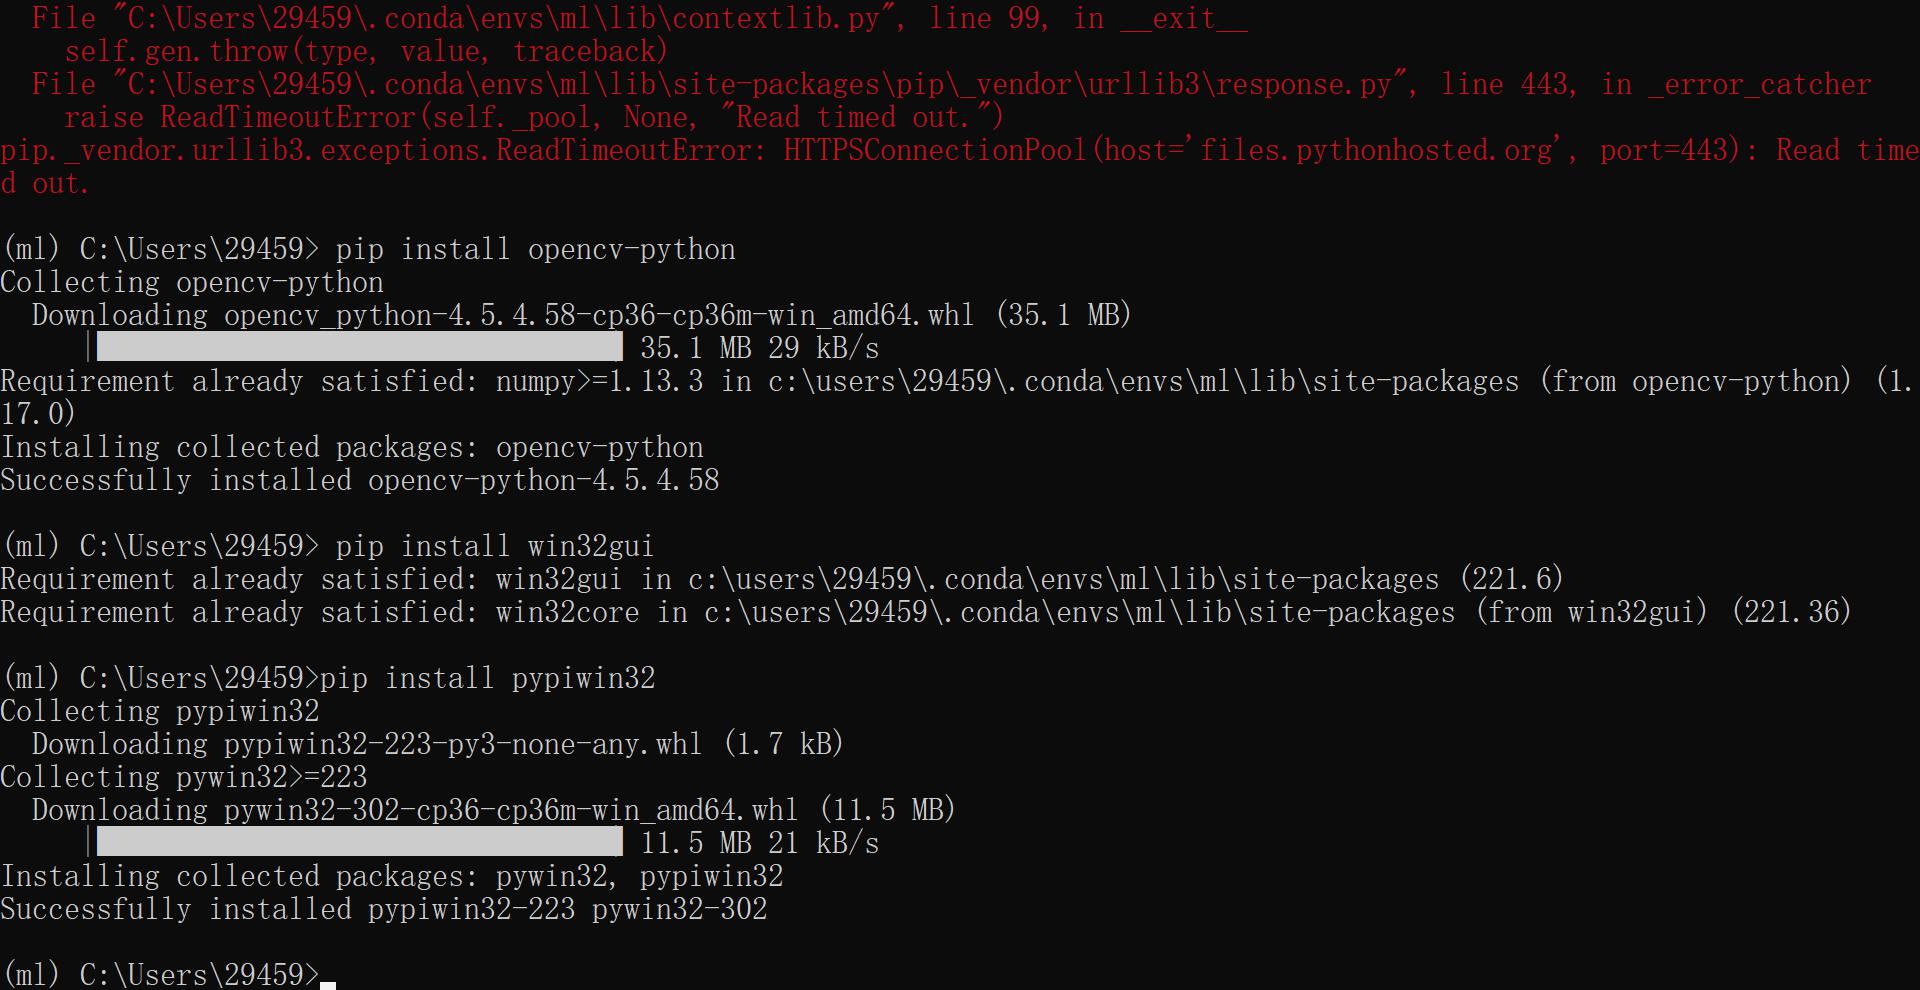 File "C:\Users\29459\.conda\envs\ml\lib\contextlib.py", line 99, in __exit__
self.gen.throw(type, value, traceback)
File "C:\Users\29459\.conda\envs\ml\lib\site-packages\pip\_vendor\urllib3\response.py", line 443, in _error_catcher
raise ReadTimeoutError(self._pool, None, "Read timed out.")
pip._vendor.urllib3.exceptions.ReadTimeoutError: HTTPSConnectionPool(host='files.pythonhosted.org', port=443): Read time
d out.
(ml) C:\Users\29459> pip install opencv-python
Collecting opencv-python
Downloading opencv_python-4.5.4.58-cp36-cp36m-win_amd64.whl (35.1 MB)
35.1 MB 29 kB/s
Requirement already satisfied: numpy>=1.13.3 in c:\users\29459\.conda\envs\ml\lib\site-packages (from opencv-python) (1.
17.0)
Installing collected packages: opencv-python
Successfully installed opencv-python-4.5.4.58
(ml) C:\Users\29459> pip install win32gui
Requirement already satisfied: win32gui in c:\users\29459\.conda\envs\ml\lib\site-packages (221.6)
Requirement already satisfied: win32core in c:\users\29459\.conda\envs\ml\lib\site-packages (from win32gui) (221.36)
(ml) C:\Users\29459>pip install pypiwin32
Collecting pypiwin32
Downloading pypiwin32-223-py3-none-any.whl (1.7 kB)
Collecting pywin32>=223
Downloading pywin32-302-cp36-cp36m-win_amd64.whl (11.5 MB)
11.5 MB 21 kB/s
Installing collected packages: pywin32, pypiwin32
Successfully installed pypiwin32-223 pywin32-302
(ml) C:\Users\29459>